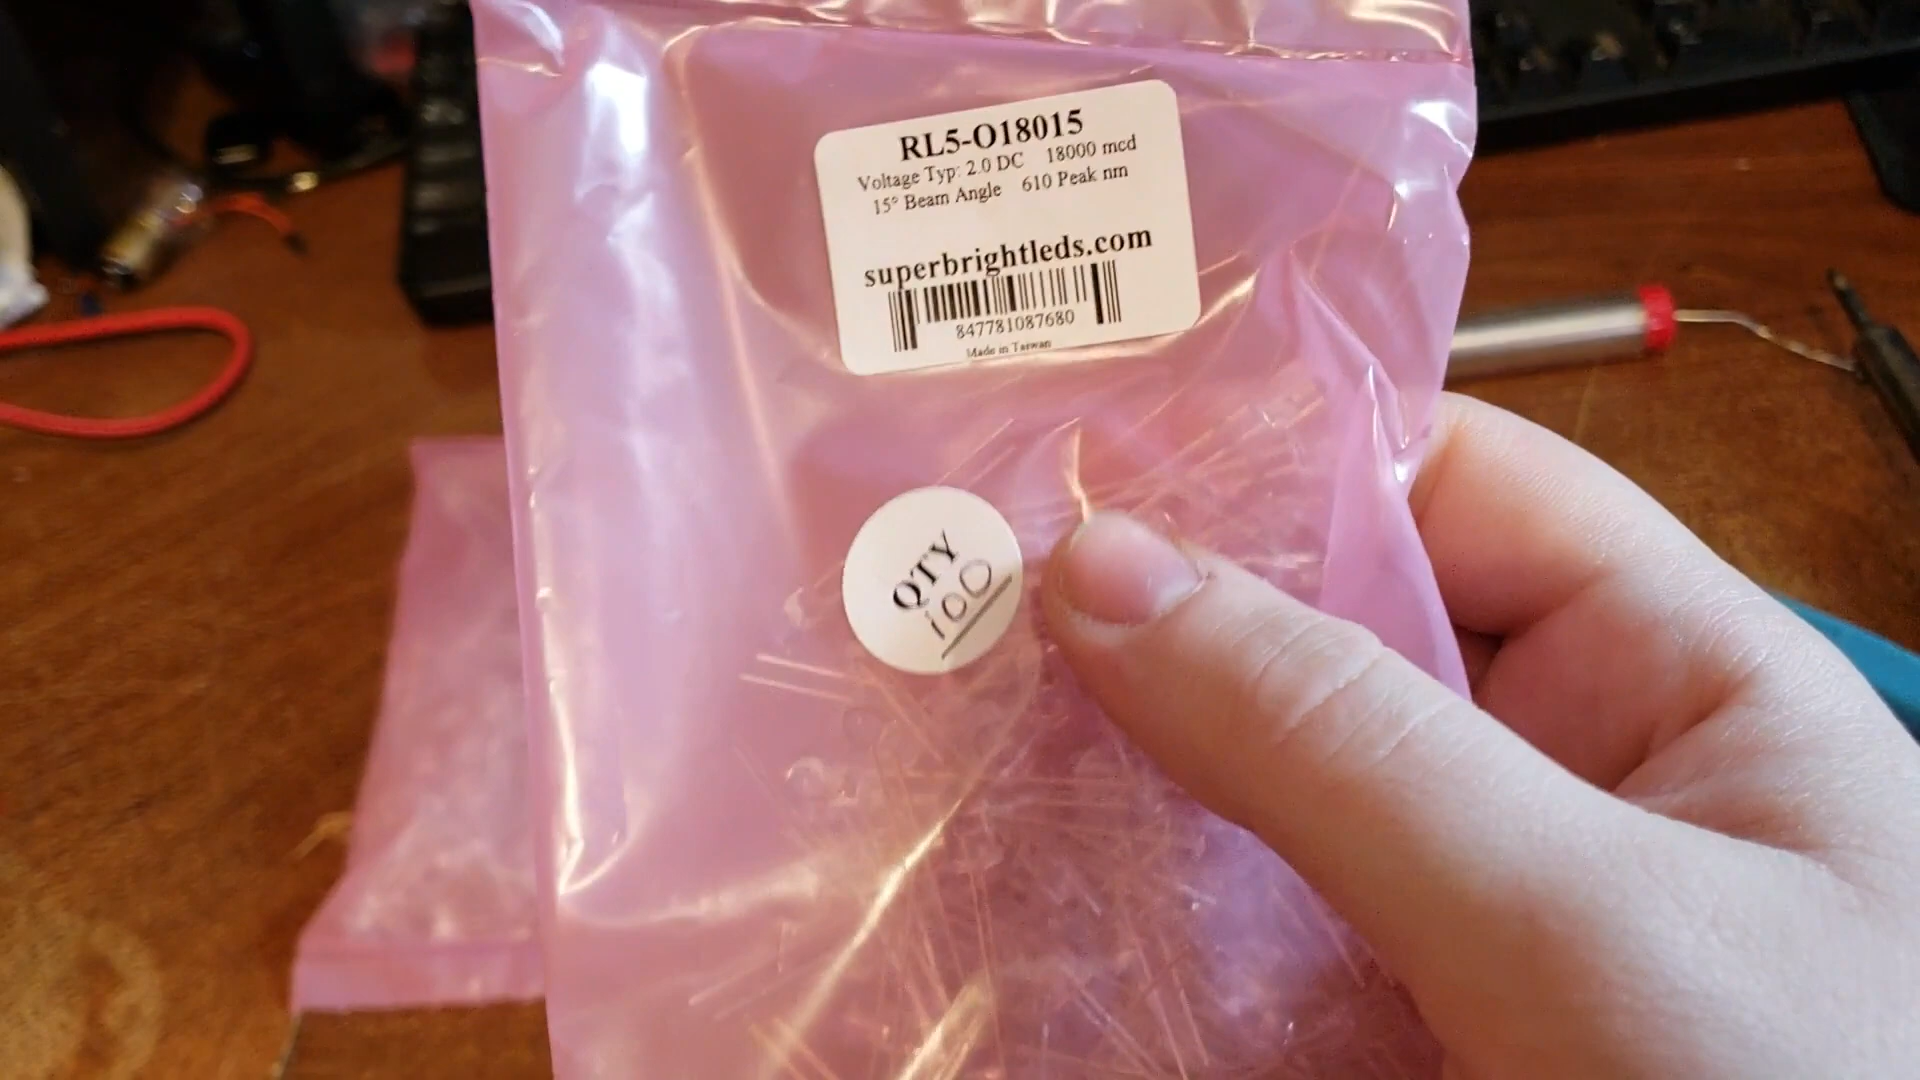 RL5-O18015
Voltage Typ: 2.0 DC 18000 mcd
15° Beam Angle 610 Peak nm
superbrightleds.com
847781087680
Made in Taiwan
QTY
100